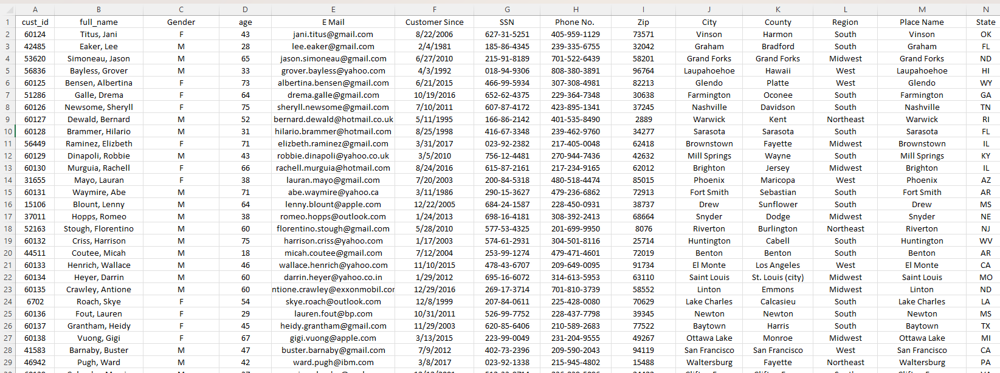 A B C D E F G H I J K L M N
1 cust_id full_name Gender age E Mail Customer Since SSN Phone No. Zip City County Region Place Name State
2 60124 Titus, Jani F 43 jani.titus@gmail.com 8/22/2006 627-31-5251 405-959-1129 73571 Vinson Harmon South Vinson OK
3 42485 Eaker, Lee M 28 lee.eaker@gmail.com 2/4/1981 185-86-4345 239-335-6755 32042 Graham Bradford South Graham FL
4 53620 Simoneau, Jason M 65 jason.simoneau@gmail.com 6/27/2010 215-91-8189 701-522-6439 58201 Grand Forks Grand Forks Midwest Grand Forks ND
5 56836 Bayless, Grover M 33 grover.bayless@yahoo.com 4/3/1992 018-94-9306 808-380-3891 96764 Laupahoehoe Hawaii West Laupahoehoe HI
6 60125 Bensen, Albertina F 73 albertina.bensen@gmail.com 6/21/2015 466-99-5934 307-308-4981 82213 Glendo Platte West Glendo WY
7 51286 Galle, Drema F 64 drema.galle@gmail.com 10/19/2016 652-62-4375 229-364-7348 30638 Farmington Oconee South Farmington GA
8 60126 Newsome, Sheryll F 75 sheryll.newsome@gmail.com 7/10/2011 607-87-4172 423-895-1341 37245 Nashville Davidson South Nashville TN
9 60127 Dewald, Bernard M 52 bernard.dewald@hotmail.co.uk 5/11/1995 166-86-2142 401-535-8490 2889 Warwick Kent Northeast Warwick RI
10 60128 Brammer, Hilario M 31 hilario.brammer@hotmail.com 8/25/1998 416-67-3348 239-462-9760 34277 Sarasota Sarasota South Sarasota FL
11 56449 Raminez, Elizbeth F 71 elizbeth.raminez@gmail.com 3/31/2017 023-92-2382 217-405-0048 62418 Brownstown Fayette Midwest Brownstown IL
12 60129 Dinapoli, Robbie M 43 robbie.dinapoli@yahoo.co.uk 3/5/2010 756-12-4481 270-944-7436 42632 Mill Springs Wayne South Mill Springs KY
13 60130 Murguia, Rachell F 66 rachell.murguia@hotmail.com 8/24/2016 615-87-2161 217-234-9165 62012 Brighton Jersey Midwest Brighton IL
14 31655 Mayo, Lauran F 38 lauran.mayo@gmail.com 7/20/2003 200-84-5318 480-518-4474 85015 Phoenix Maricopa West Phoenix AZ
15 60131 Waymire, Abe M 71 abe.waymire@yahoo.ca 3/11/1986 290-15-3627 479-236-6862 72913 Fort Smith Sebastian South Fort Smith AR
16 15106 Blount, Lenny M 64 lenny.blount@apple.com 12/22/2005 684-24-1587 228-450-0931 38737 Drew Sunflower South Drew MS
17 37011 Hopps, Romeo M 38 romeo.hopps@outlook.com 1/24/2013 698-16-4181 308-392-2413 68664 Snyder Dodge Midwest Snyder NE
18 52163 Stough, Florentino M 60 florentino.stough@gmail.com 5/28/2010 577-53-4325 201-699-9950 8076 Riverton Burlington Northeast Riverton NJ
19 60132 Criss, Harrison M 75 harrison.criss@yahoo.com 1/17/2003 574-61-2931 304-501-8116 25714 Huntington Cabell South Huntington WV
20 44511 Coutee, Micah M 18 micah.coutee@gmail.com 7/12/2004 253-99-1274 479-471-4601 72019 Benton Benton South Benton AR
21 60133 Henrich, Wallace M 46 wallace.henrich@yahoo.com 11/10/2015 478-43-6707 209-649-0095 91734 El Monte Los Angeles West El Monte CA
22 60134 Heyer, Darrin M 60 darrin.heyer@yahoo.co.in 1/29/2012 695-16-6072 314-613-5953 63110 Saint Louis St. Louis (city) Midwest Saint Louis MO
23 60135 Crawley, Antione M 60 ntione.crawley@exxonmobil.cor 12/29/2016 269-17-3714 701-810-3739 58552 Linton Emmons Midwest Linton ND
24 6702 Roach, Skye F 54 skye.roach@outlook.com 12/8/1999 207-84-0611 225-428-0080 70629 Lake Charles Calcasieu South Lake Charles LA
25 60136 Fout, Lauren F 29 lauren.fout@bp.com 10/31/2011 526-99-7752 228-437-7798 39345 Newton Newton South Newton MS
26 60137 Grantham, Heidy F 45 heidy.grantham@gmail.com 11/29/2003 620-85-6406 210-589-2683 77522 Baytown Harris South Baytown TX
27 60138 Vuong, Gigi F 67 gigi.vuong@apple.com 3/13/2015 223-99-0049 231-204-9555 49267 Ottawa Lake Monroe Midwest Ottawa Lake MI
28 41583 Barnaby, Buster M 47 buster.barnaby@gmail.com 7/9/2012 402-73-2396 209-590-2043 94119 San Francisco San Francisco West San Francisco CA
29 46942 Pugh, Ward M 42 ward.pugh@ibm.com 3/8/2017 023-92-1338 215-945-4802 15488 Waltersburg Fayette Northeast Waltersburg PA